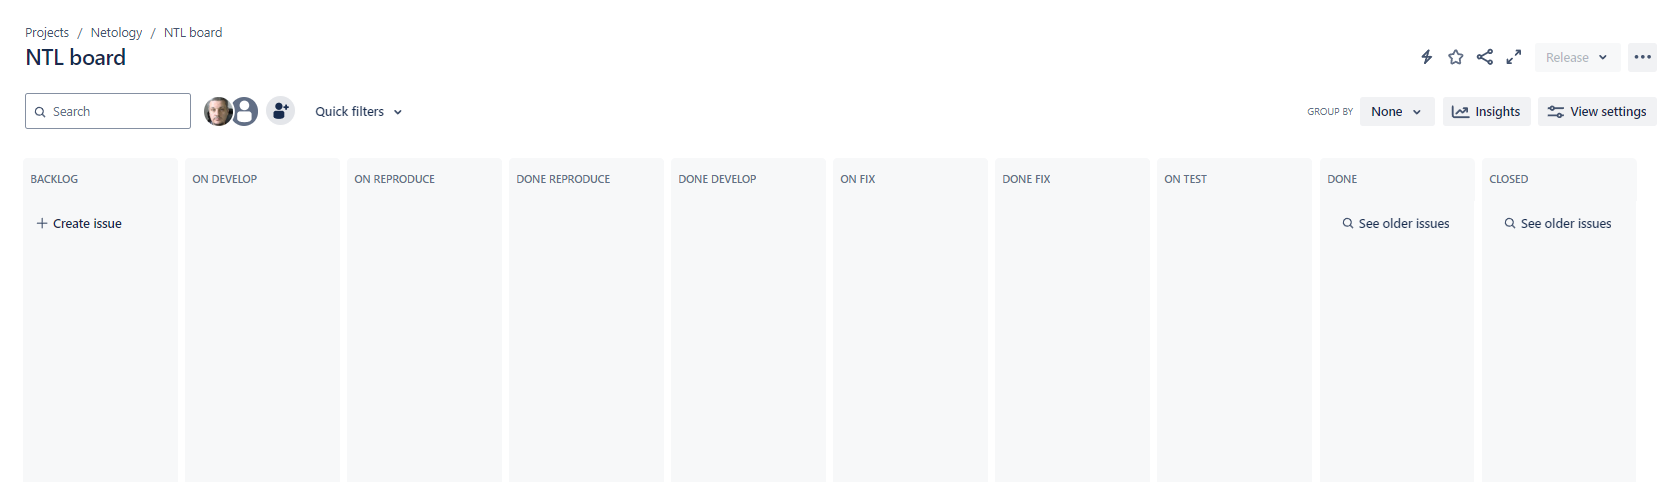 Projects / Netology / NTL board
NTL board
Release
Search
Quick filters
GROUP BY
None
Insights
View settings
BACKLOG
ON DEVELOP
ON REPRODUCE
DONE REPRODUCE
DONE DEVELOP
ON FIX
DONE FIX
ON TEST
DONE
CLOSED
+ Create issue
See older issues
See older issues